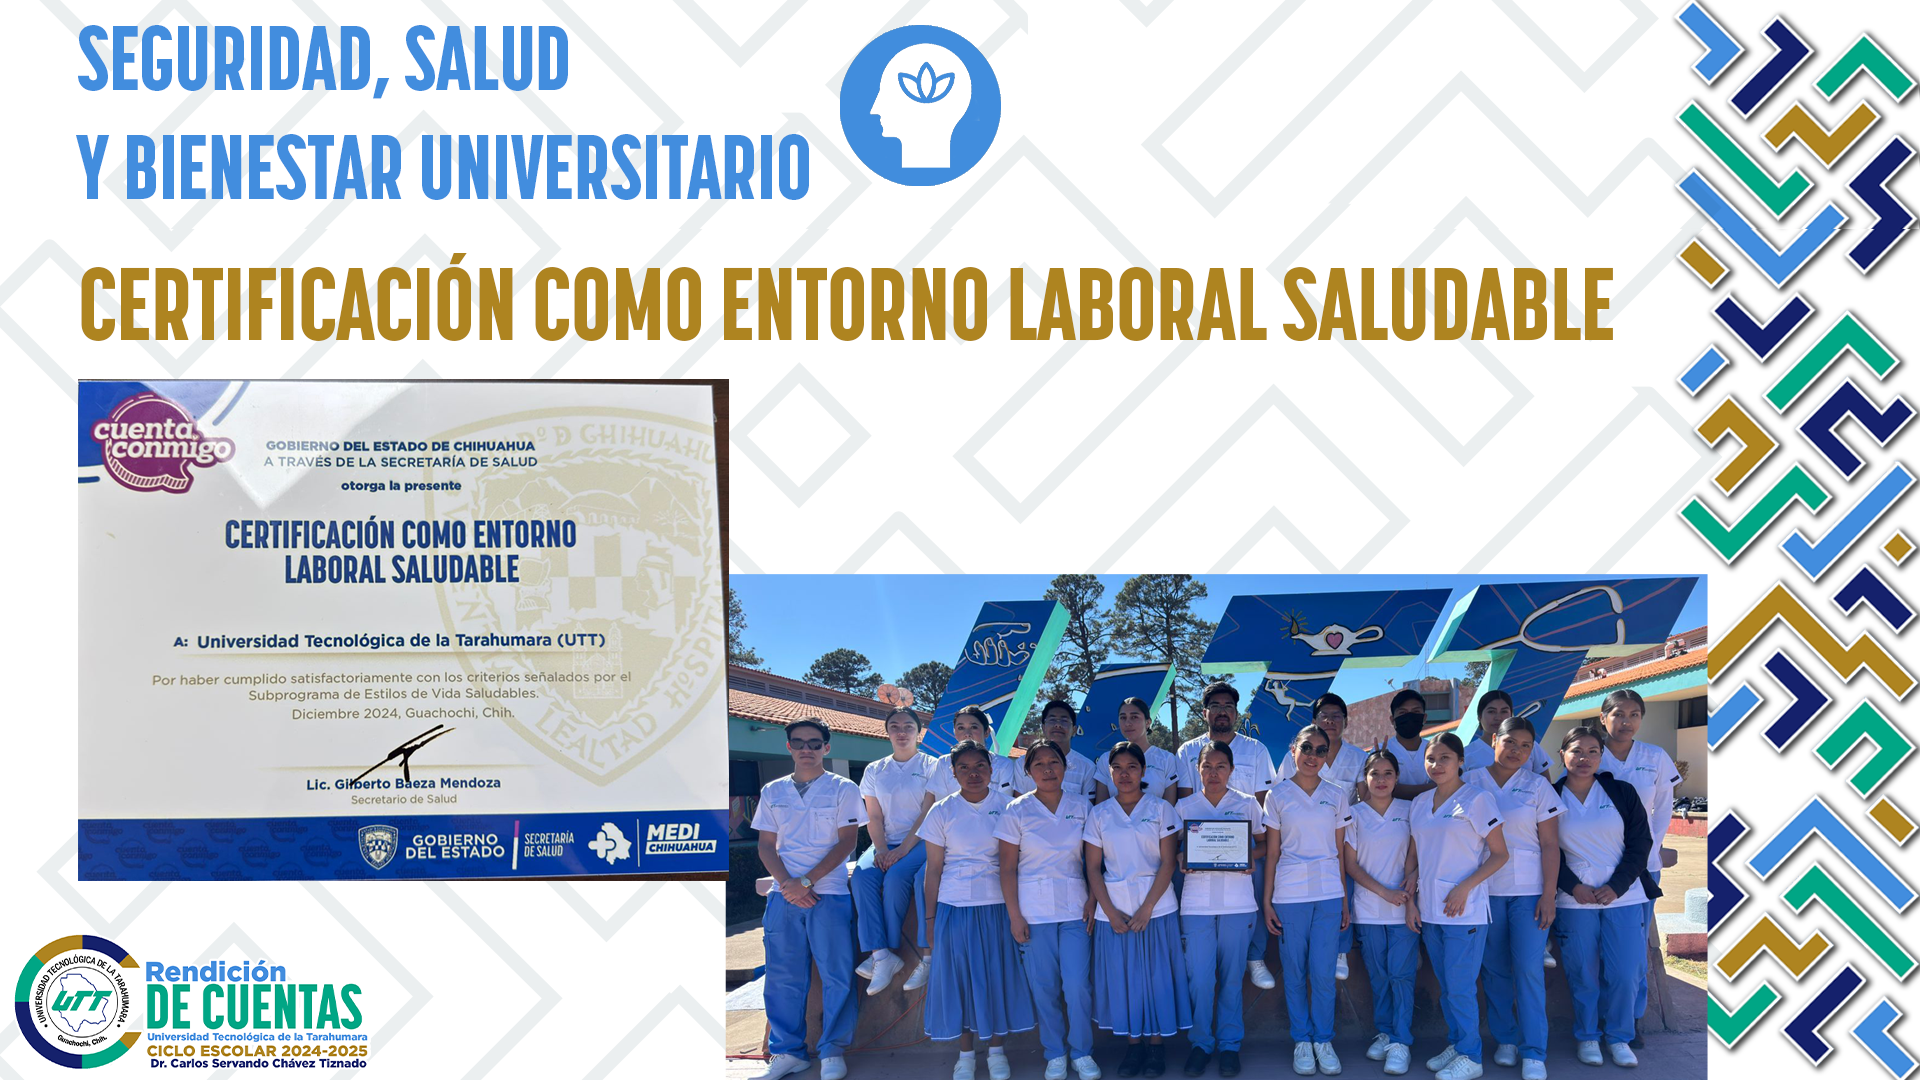 SEGURIDAD, SALUD
Y BIENESTAR UNIVERSITARIO
CERTIFICACIÓN COMO ENTORNO LABORAL SALUDABLE
cuenta
conmigo
GOBIERNO DEL ESTADO DE CHIHUAHUA
A TRAVÉS DE LA SECRETARÍA DE SALUD
otorga la presente
CERTIFICACIÓN COMO ENTORNO
LABORAL SALUDABLE
A: Universidad Tecnológica de la Tarahumara (UTT)
Por haber cumplido satisfactoriamente con los criterios señalados por el
Subprograma de Estilos de Vida Saludables.
Diciembre 2024, Guachochi, Chih.
Lic. Gilberto Baeza Mendoza
Secretario de Salud
GOBIERNO
DEL ESTADO
SECRETARÍA
DE SALUD
MEDI
CHIHUAHUA
LEALTAD
UTT
UNIVERSIDAD TECNOLÓGICA DE LA TARAHUMARA
UTT
Guachochi, Chih.
Rendición
DE CUENTAS
Universidad Tecnológica de la Tarahumara
CICLO ESCOLAR 2024-2025
Dr. Carlos Servando Chávez Tiznado